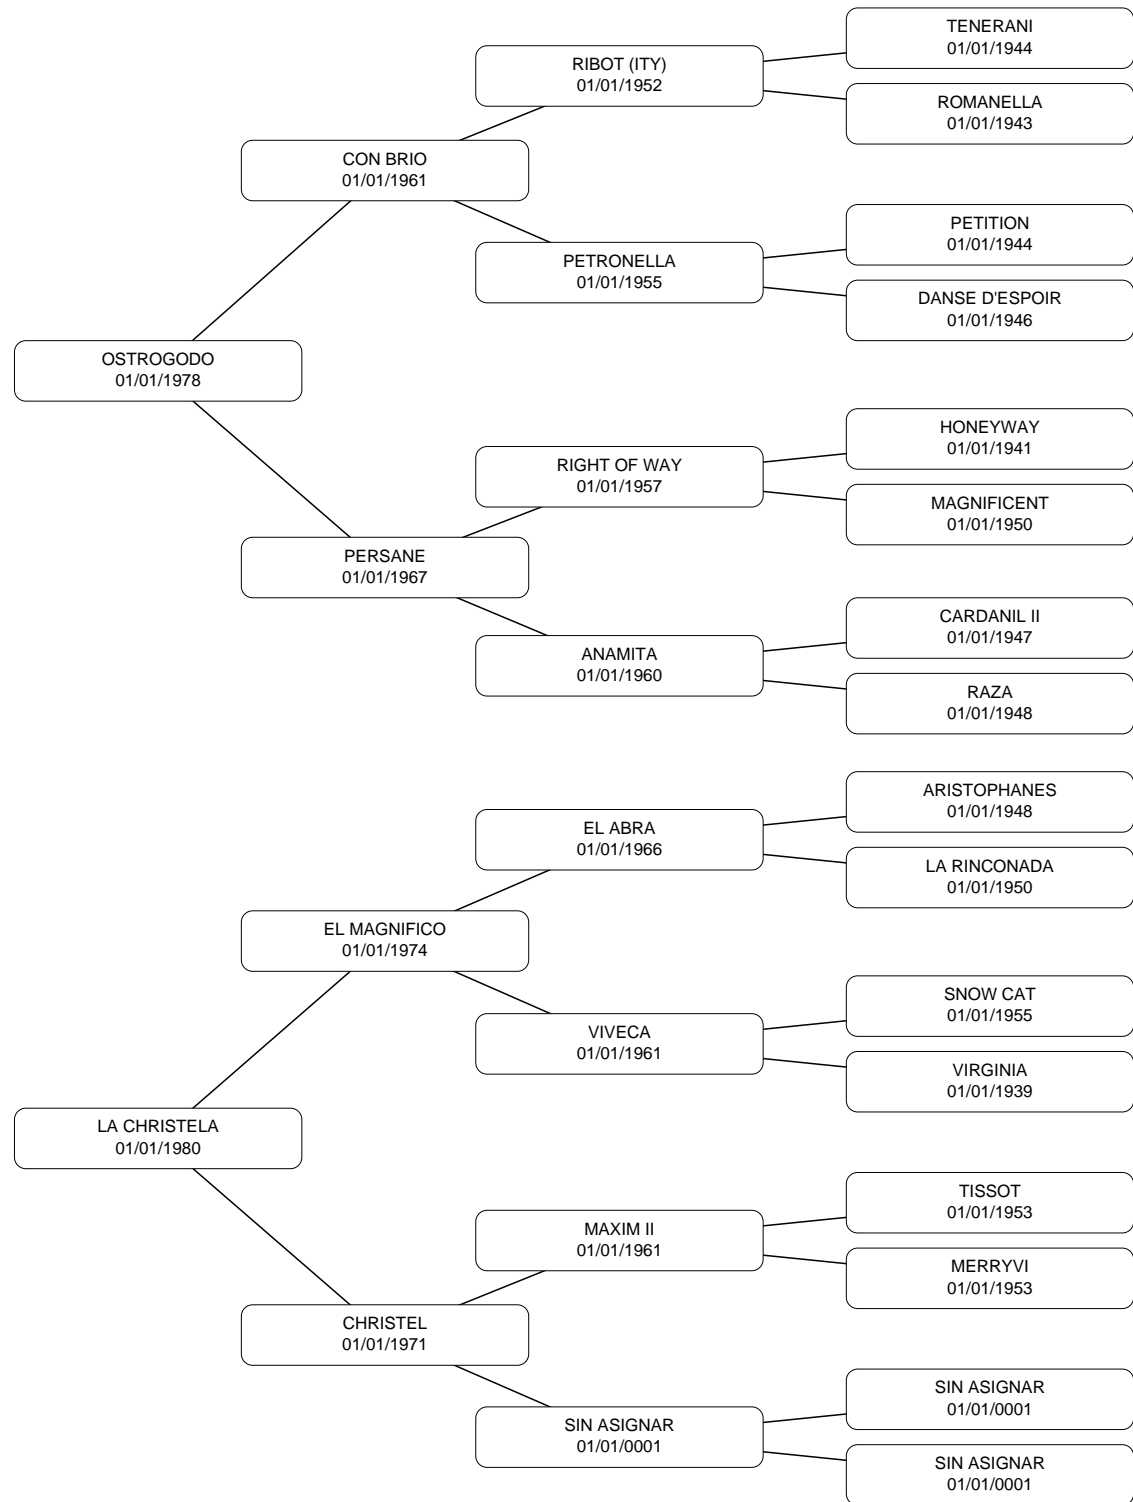 TENERANI
01/01/1944
RIBOT (ITY)
01/01/1952
ROMANELLA
01/01/1943
CON BRIO
01/01/1961
PETITION
01/01/1944
PETRONELLA
01/01/1955
DANSE D'ESPOIR
01/01/1946
OSTROGODO
01/01/1978
HONEYWAY
01/01/1941
RIGHT OF WAY
01/01/1957
MAGNIFICENT
01/01/1950
PERSANE
01/01/1967
CARDANIL II
01/01/1947
ANAMITA
01/01/1960
RAZA
01/01/1948
ARISTOPHANES
01/01/1948
EL ABRA
01/01/1966
LA RINCONADA
01/01/1950
EL MAGNIFICO
01/01/1974
SNOW CAT
01/01/1955
VIVECA
01/01/1961
VIRGINIA
01/01/1939
LA CHRISTELA
01/01/1980
TISSOT
01/01/1953
MAXIM II
01/01/1961
MERRYVI
01/01/1953
CHRISTEL
01/01/1971
SIN ASIGNAR
01/01/0001
SIN ASIGNAR
01/01/0001
SIN ASIGNAR
01/01/0001